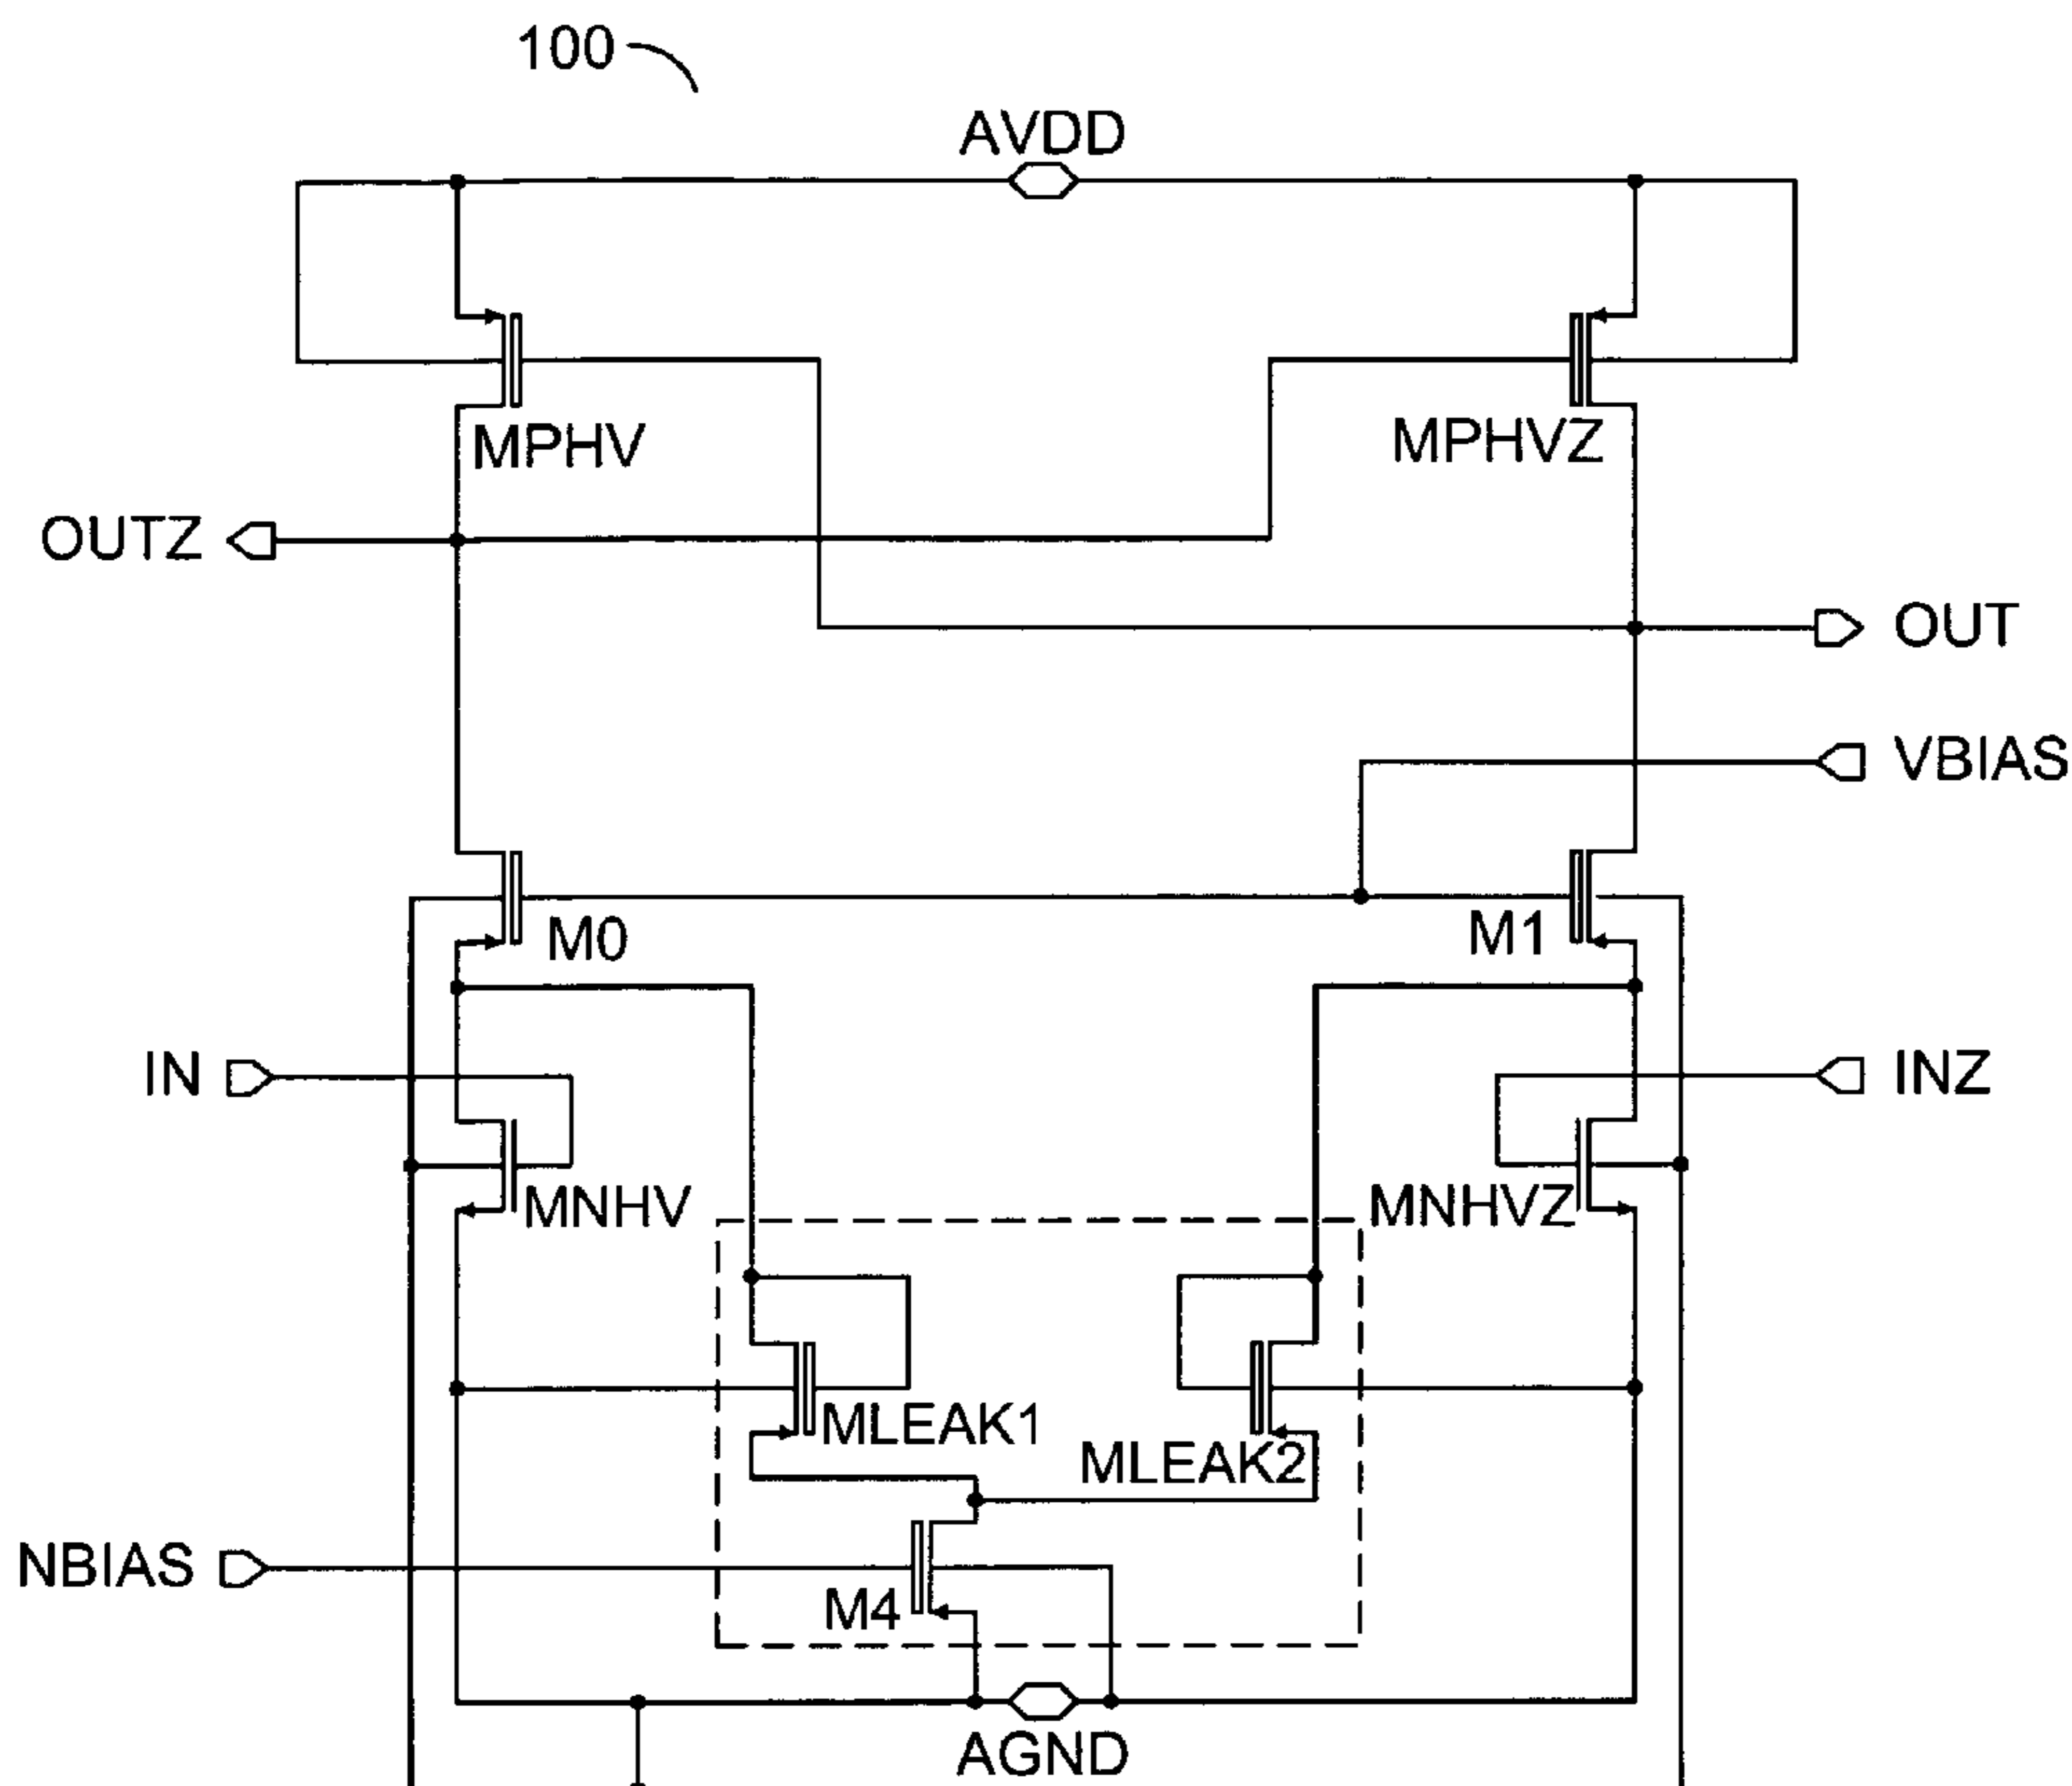 100
AVDD
MPHV
MPHVZ
OUTZ
OUT
VBIAS
M0
M1
IN
INZ
MNHV
MNHVZ
MLEAK1
MLEAK2
NBIAS
M4
AGND